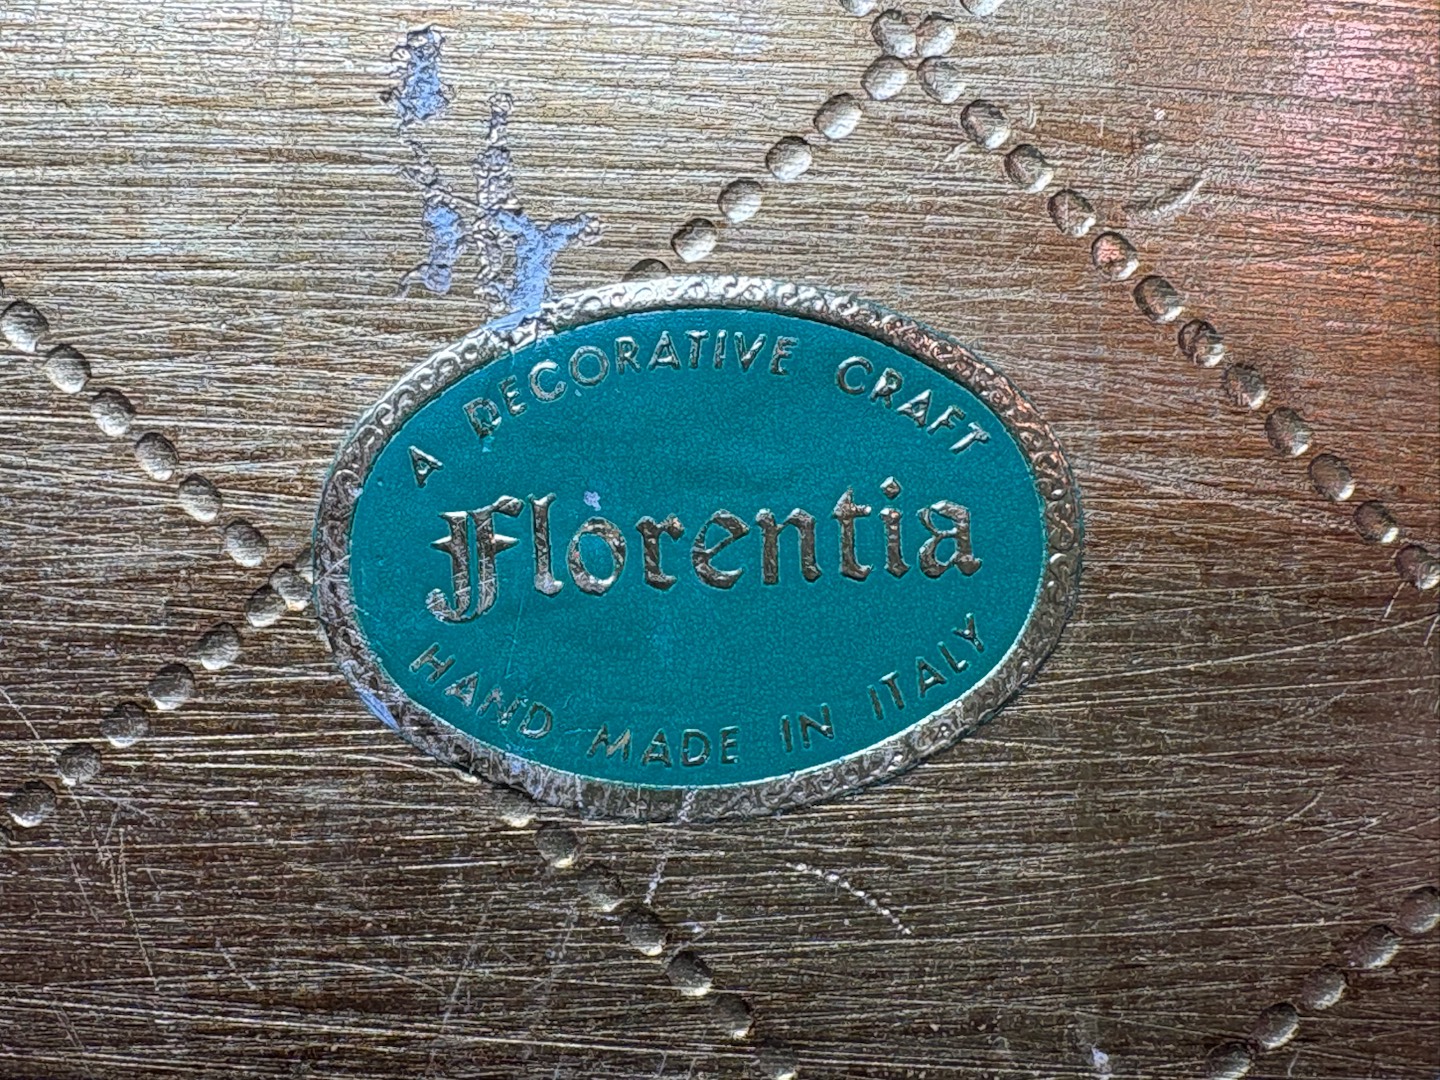 A DECORATIVE CRAFT
Florentia
HAND MADE IN ITALY